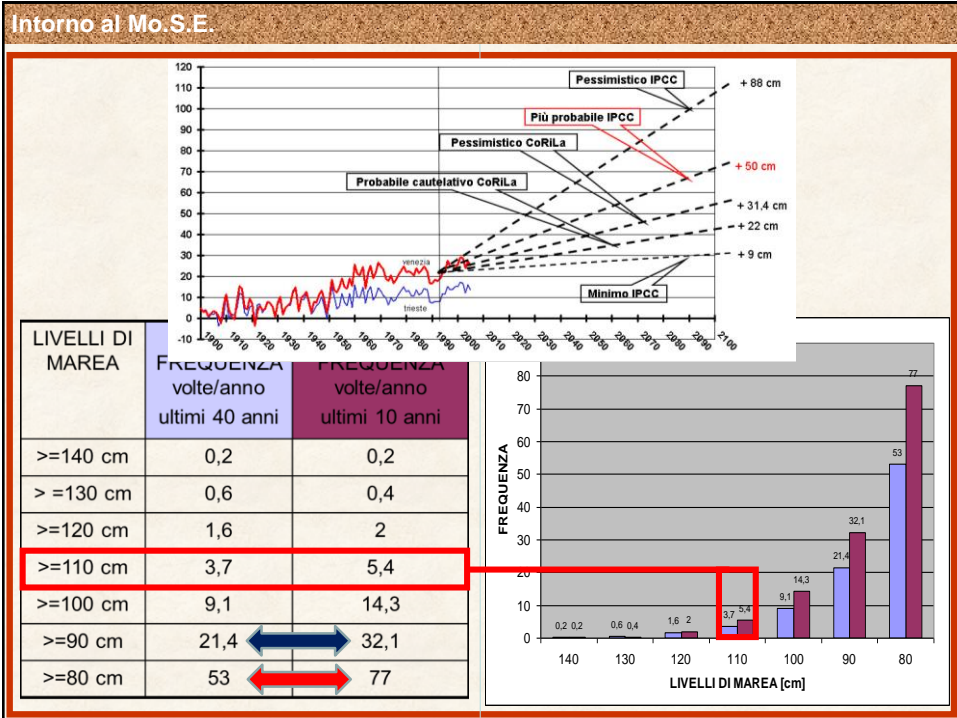 Intorno al Mo.S.E.
120
110
100
90
80
70
60
50
40
30
20
10
0
-10
Pessimistico IPCC
Più probabile IPCC
Pessimistico CoRiLa
Probabile cautelativo CoRiLa
Minimo IPCC
+ 88 cm
+ 50 cm
+ 31,4 cm
+ 22 cm
+ 9 cm
venezia
trieste
1900 1910 1920 1930 1940 1950 1960 1970 1980 1990 2000 2010 2020 2030 2040 2050 2060 2070 2080 2090 2100
LIVELLI DI
MAREA
FREQUENZA
volte/anno
ultimi 40 anni
FREQUENZA
volte/anno
ultimi 10 anni
>=140 cm 0,2 0,2
> =130 cm 0,6 0,4
>=120 cm 1,6 2
>=110 cm 3,7 5,4
>=100 cm 9,1 14,3
>=90 cm 21,4 32,1
>=80 cm 53 77
FREQUENZA
80
70
60
50
40
30
20
10
0
0,2 0,2
0,6 0,4
1,6 2
3,7 5,4
9,1 14,3
21,4 32,1
53 77
140 130 120 110 100 90 80
LIVELLI DI MAREA [cm]